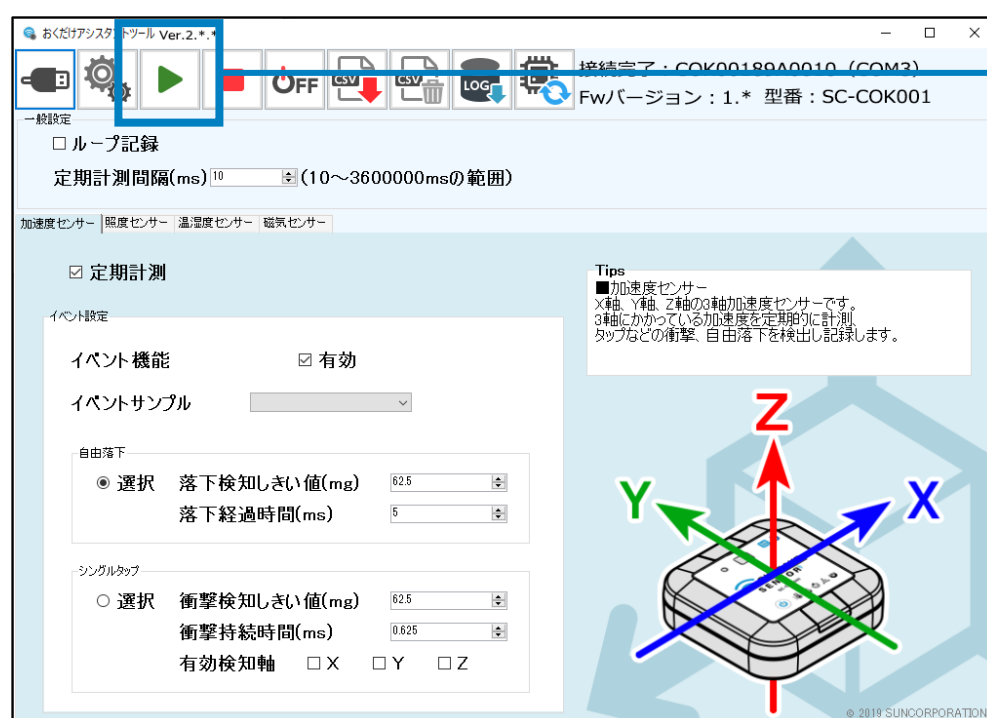 おくだけアシスタントツール Ver.2.*.*
OFF CSV CSV LOG
接続完了:COK00189A0010 (COM3)
Fwバージョン:1.* 型番:SC-COK001
一般設定
ループ記録
定期計測間隔(ms) 10 (10～3600000msの範囲)
加速度センサー 照度センサー 温湿度センサー 磁気センサー
定期計測
イベント設定
イベント機能 有効
イベントサンプル
自由落下
選択 落下検知しきい値(mg) 62.5
落下経過時間(ms) 5
シングルタップ
選択 衝撃検知しきい値(mg) 62.5
衝撃持続時間(ms) 0.625
有効検知軸 X Y Z
Tips
■加速度センサー
X軸、Y軸、Z軸の3軸加速度センサーです。
3軸にかかっている加速度を定期的に計測、
タップなどの衝撃、自由落下を検出し記録します。
Z
Y
X
© 2019 SUNCORPORATION